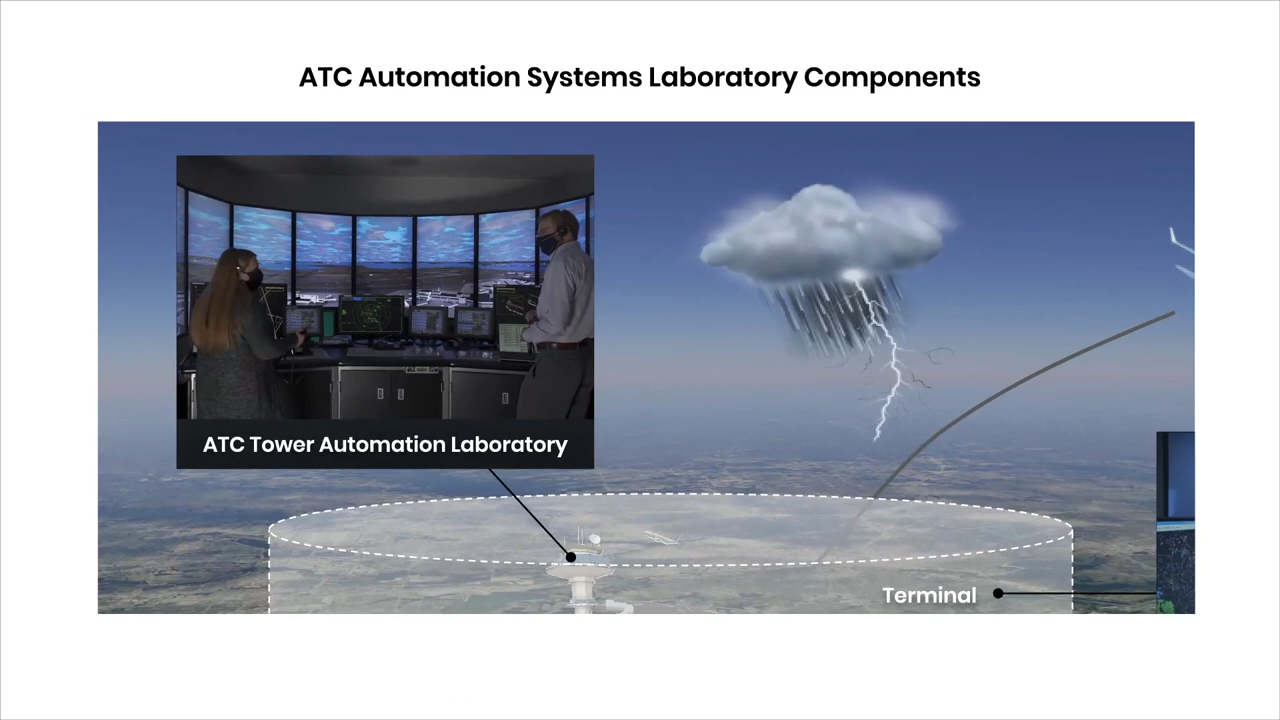 ATC Automation Systems Laboratory Components
ATC Tower Automation Laboratory
Terminal